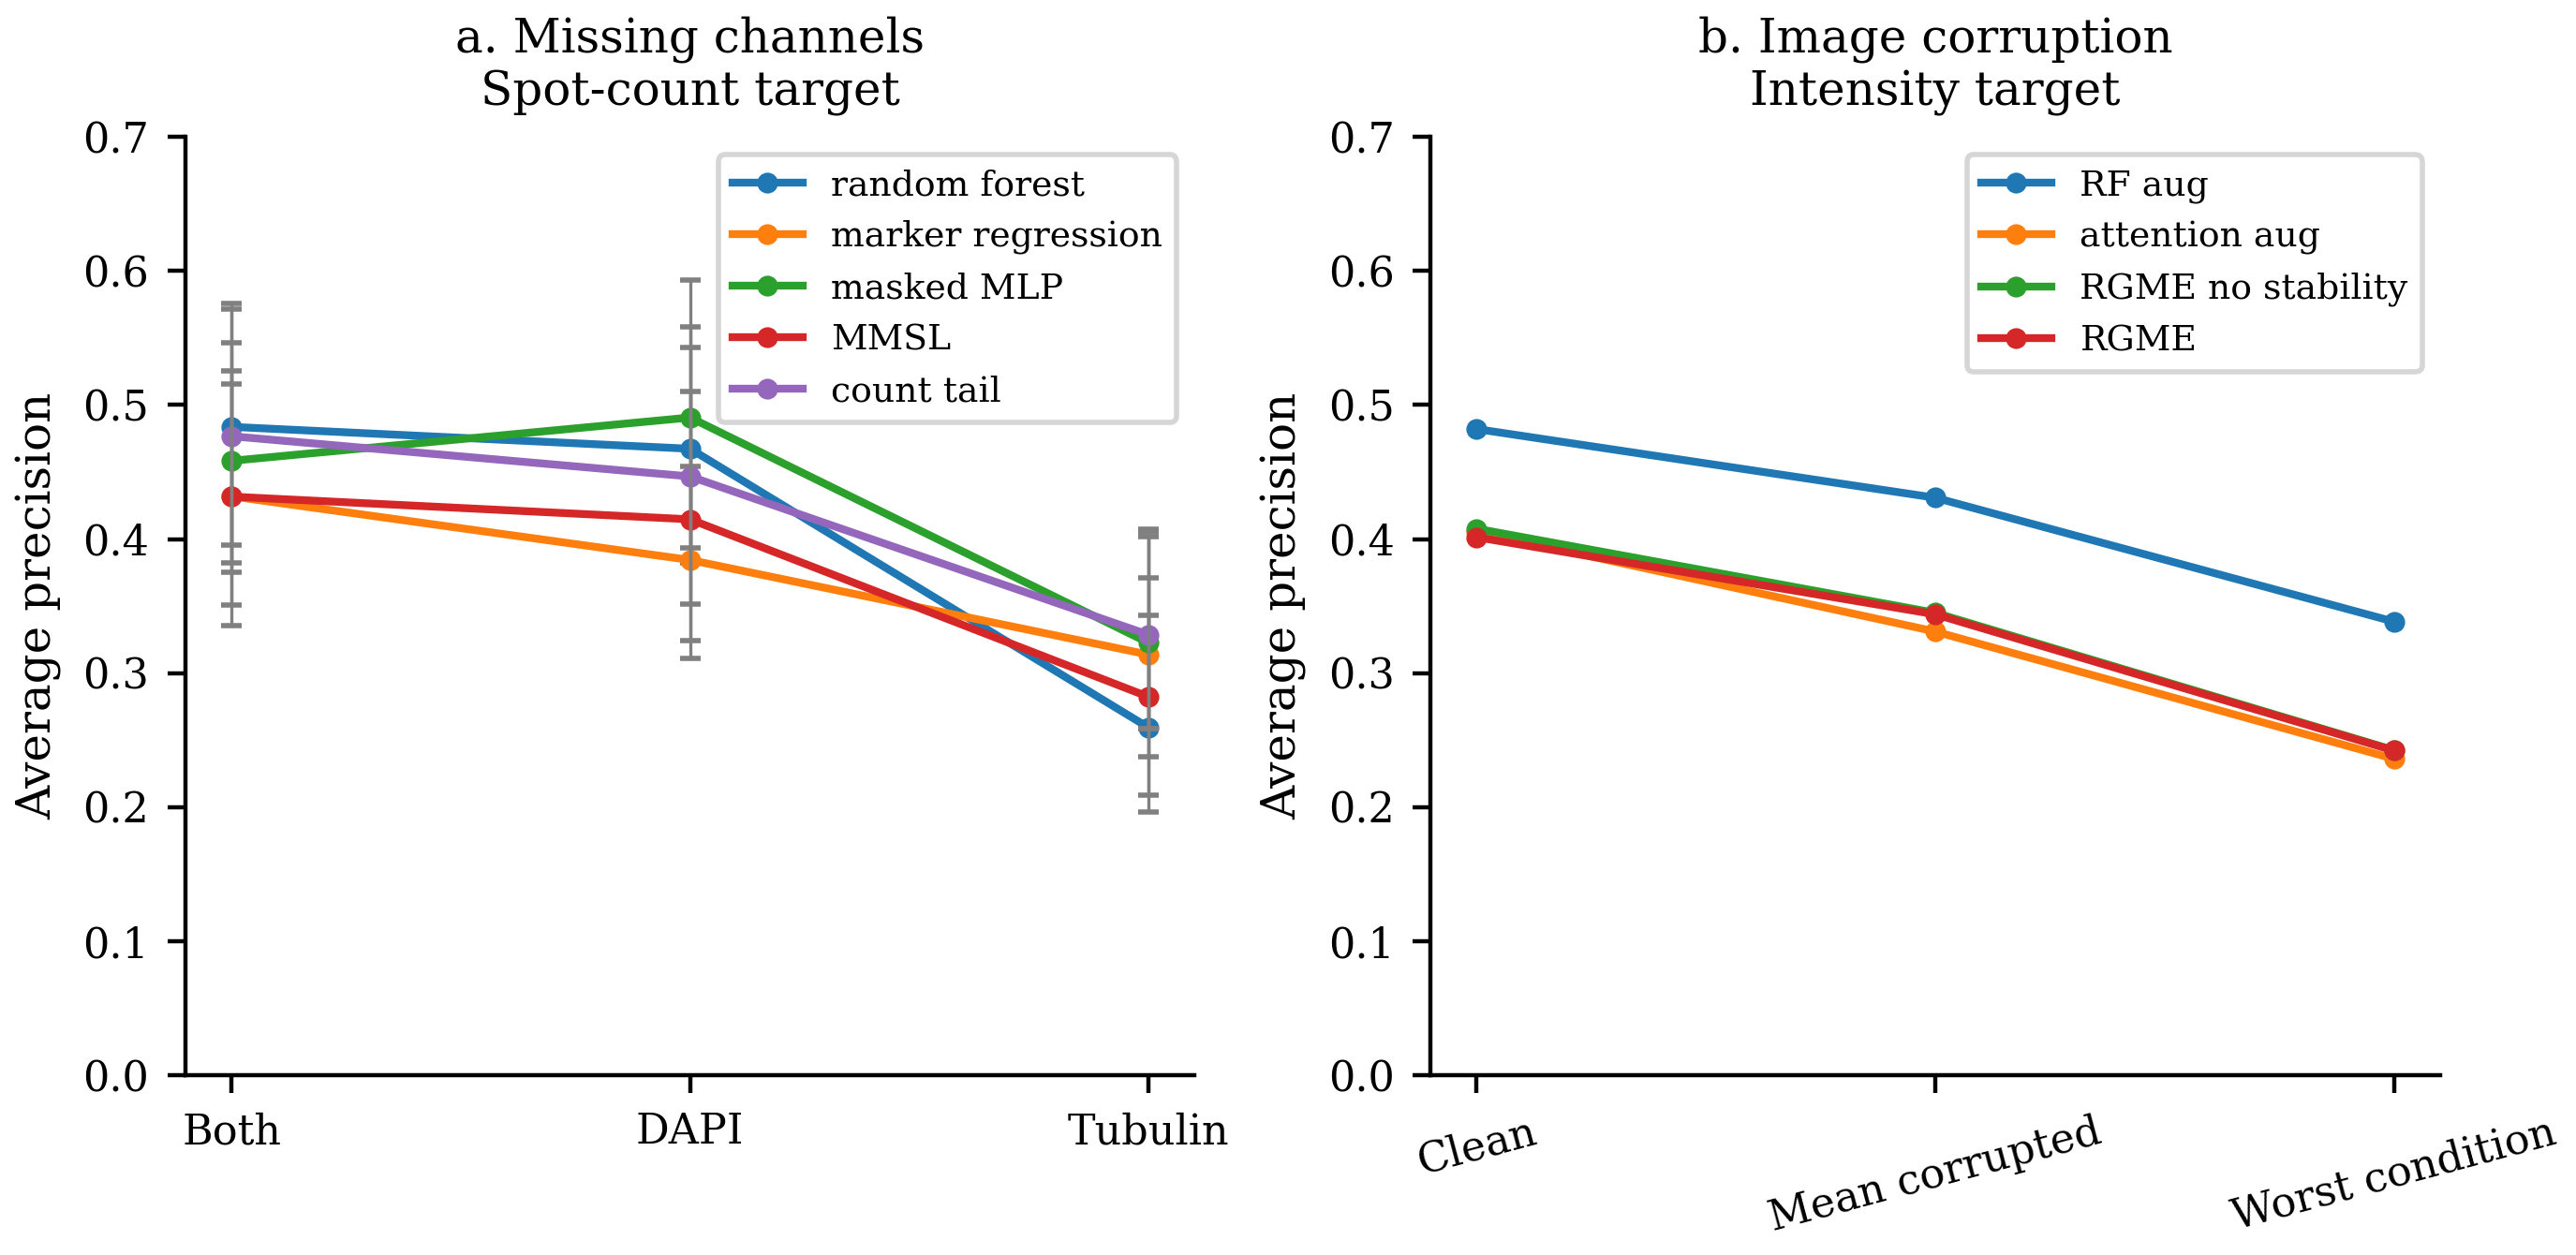 a. Missing channels
Spot-count target
Average precision
0.7
0.6
0.5
0.4
0.3
0.2
0.1
0.0
random forest
marker regression
masked MLP
MMSL
count tail
Both
DAPI
Tubulin
b. Image corruption
Intensity target
Average precision
0.7
0.6
0.5
0.4
0.3
0.2
0.1
0.0
RF aug
attention aug
RGME no stability
RGME
Clean
Mean corrupted
Worst condition